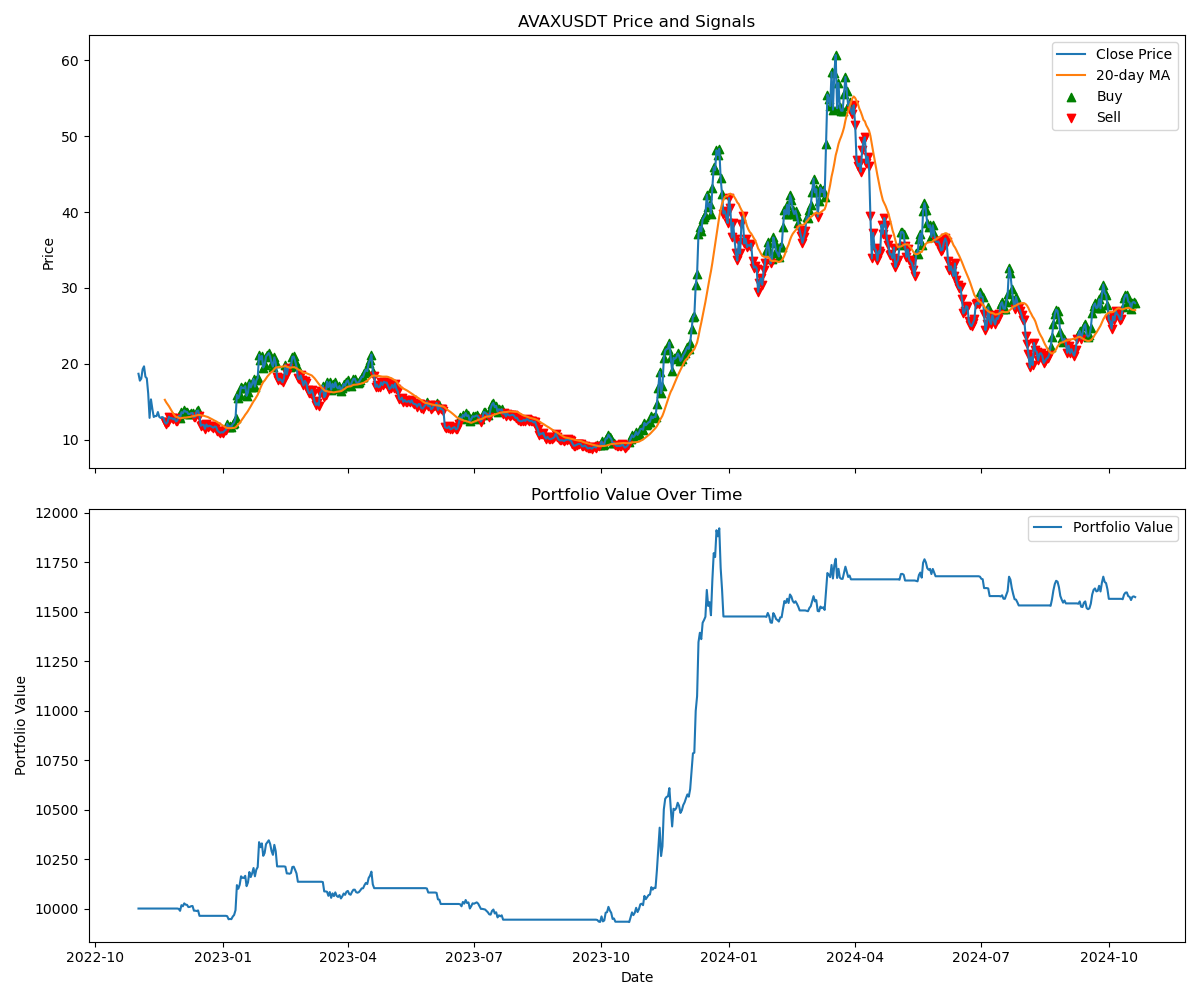 AVAXUSDT Price and Signals
Price
60
50
40
30
20
10
Close Price
20-day MA
Buy
Sell
Portfolio Value Over Time
Portfolio Value
12000
11750
11500
11250
11000
10750
10500
10250
10000
Portfolio Value
2022-10
2023-01
2023-04
2023-07
2023-10
2024-01
2024-04
2024-07
2024-10
Date